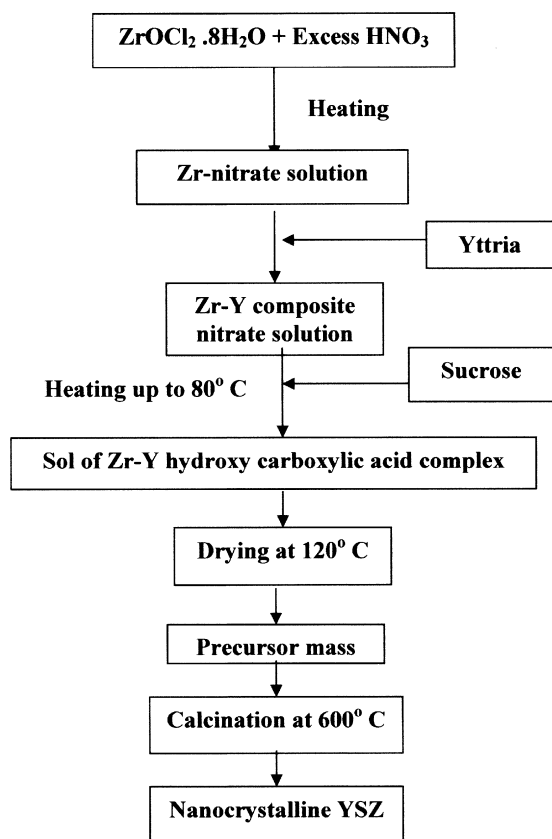 ZrOCl₂ .8H₂O + Excess HNO₃
Heating
Zr-nitrate solution
Yttria
Zr-Y composite
nitrate solution
Sucrose
Heating up to 80° C
Sol of Zr-Y hydroxy carboxylic acid complex
Drying at 120° C
Precursor mass
Calcination at 600° C
Nanocrystalline YSZ